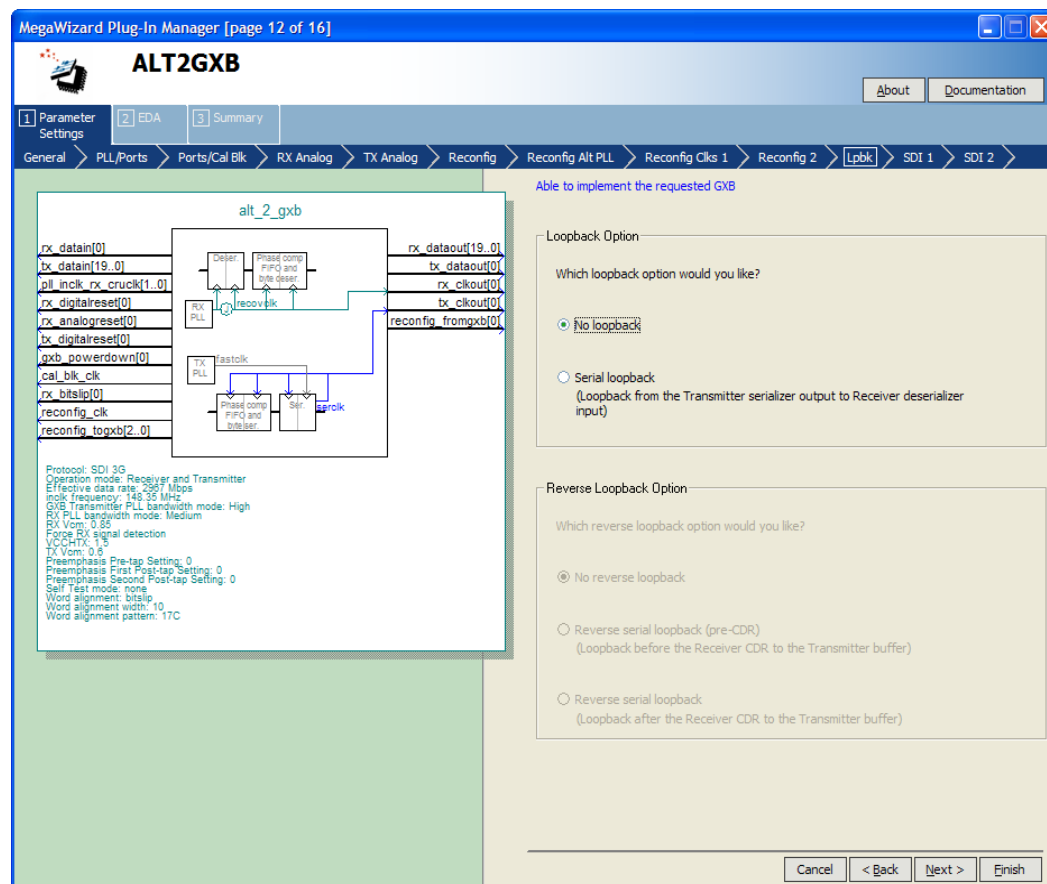 MegaWizard Plug-In Manager [page 12 of 16]
ALT2GXB
About
Documentation
1 Parameter Settings
2 EDA
3 Summary
General
PLL/Ports
Ports/Cal Blk
RX Analog
TX Analog
Reconfig
Reconfig Alt PLL
Reconfig Clks 1
Reconfig 2
Lpbk
SDI 1
SDI 2
alt_2_gxb
rx_datain[0]
tx_datain[19..0]
pll_inclk_rx_cruclk[1..0]
rx_digitalreset[0]
rx_analogreset[0]
tx_digitalreset[0]
gxb_powerdown[0]
cal_blk_clk
rx_bitslip[0]
reconfig_clk
reconfig_togxb[2..0]
Deser.
Phase comp
FIFO and
byte deser.
RX
PLL
recovclk
TX
PLL
fastclk
Phase comp
FIFO and
byte ser.
Ser.
serclk
rx_dataout[19..0]
tx_dataout[0]
rx_clkout[0]
tx_clkout[0]
reconfig_fromgxb[0]
Protocol: SDI 3G
Operation mode: Receiver and Transmitter
Effective data rate: 2967 Mbps
inclk frequency: 148.35 MHz
GXB Transmitter PLL bandwidth mode: High
RX PLL bandwidth mode: Medium
RX Vcm: 0.85
Force RX signal detection
VCCHTX: 1.5
TX Vcm: 0.6
Preemphasis Pre-tap Setting: 0
Preemphasis First Post-tap Setting: 0
Preemphasis Second Post-tap Setting: 0
Self Test mode: none
Word alignment: bitslip
Word alignment width: 10
Word alignment pattern: 17C
Able to implement the requested GXB
Loopback Option
Which loopback option would you like?
No loopback
Serial loopback
(Loopback from the Transmitter serializer output to Receiver deserializer
input)
Reverse Loopback Option
Which reverse loopback option would you like?
No reverse loopback
Reverse serial loopback (pre-CDR)
(Loopback before the Receiver CDR to the Transmitter buffer)
Reverse serial loopback
(Loopback after the Receiver CDR to the Transmitter buffer)
Cancel
< Back
Next >
Finish